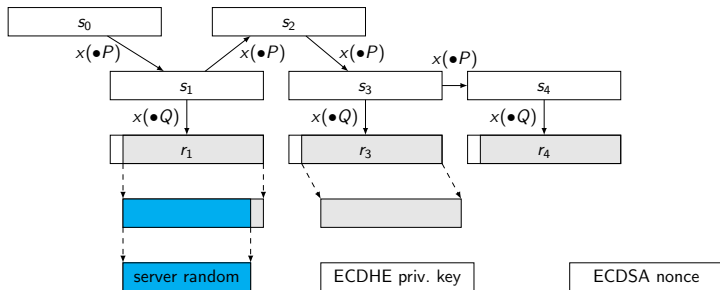 s₀ s₂
x(●P) x(●P) x(●P) x(●P)
s₁ s₃ s₄
x(●Q) x(●Q) x(●Q)
r₁ r₃ r₄
server random ECDHE priv. key ECDSA nonce